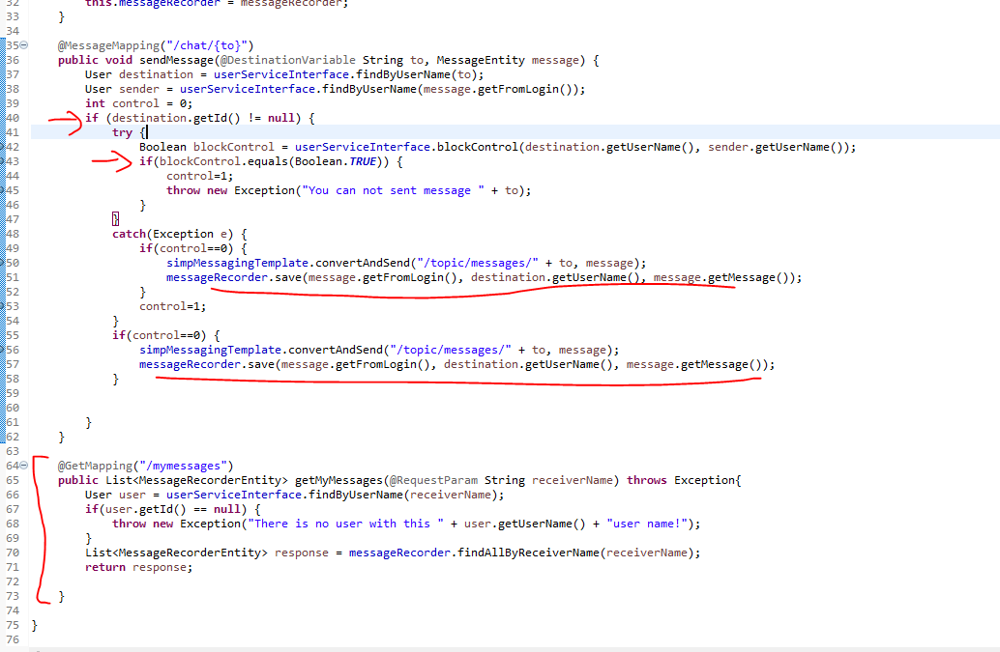 32 this.messageRecorder = messageRecorder;
33 }
34
35 @MessageMapping("/chat/{to}")
36 public void sendMessage(@DestinationVariable String to, MessageEntity message) {
37 User destination = userServiceInterface.findByUserName(to);
38 User sender = userServiceInterface.findByUserName(message.getFromLogin());
39 int control = 0;
40 if (destination.getId() != null) {
41 try {
42 Boolean blockControl = userServiceInterface.blockControl(destination.getUserName(), sender.getUserName());
43 if(blockControl.equals(Boolean.TRUE)) {
44 control=1;
45 throw new Exception("You can not sent message " + to);
46 }
47 }
48 catch(Exception e) {
49 if(control==0) {
50 simpMessagingTemplate.convertAndSend("/topic/messages/" + to, message);
51 messageRecorder.save(message.getFromLogin(), destination.getUserName(), message.getMessage());
52 }
53 control=1;
54 }
55 if(control==0) {
56 simpMessagingTemplate.convertAndSend("/topic/messages/" + to, message);
57 messageRecorder.save(message.getFromLogin(), destination.getUserName(), message.getMessage());
58 }
59
60
61 }
62 }
63
64 @GetMapping("/mymessages")
65 public List<MessageRecorderEntity> getMyMessages(@RequestParam String receiverName) throws Exception{
66 User user = userServiceInterface.findByUserName(receiverName);
67 if(user.getId() == null) {
68 throw new Exception("There is no user with this " + user.getUserName() + "user name!");
69 }
70 List<MessageRecorderEntity> response = messageRecorder.findAllByReceiverName(receiverName);
71 return response;
72
73 }
74
75 }
76